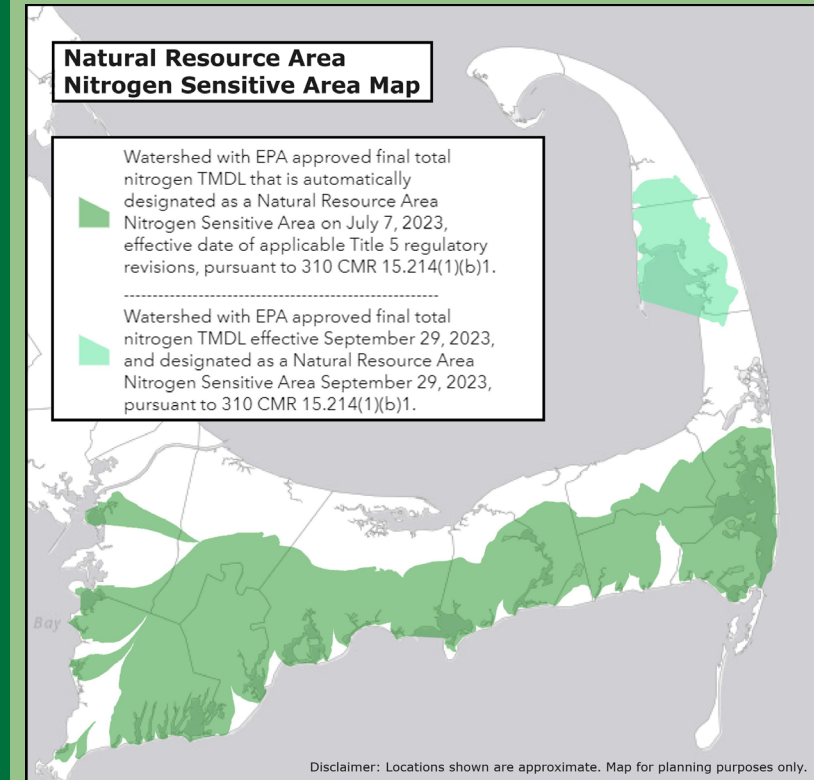 Natural Resource Area
Nitrogen Sensitive Area Map
Watershed with EPA approved final total
nitrogen TMDL that is automatically
designated as a Natural Resource Area
Nitrogen Sensitive Area on July 7, 2023,
effective date of applicable Title 5 regulatory
revisions, pursuant to 310 CMR 15.214(1)(b)1.
Watershed with EPA approved final total
nitrogen TMDL effective September 29, 2023,
and designated as a Natural Resource Area
Nitrogen Sensitive Area September 29, 2023,
pursuant to 310 CMR 15.214(1)(b)1.
Bay
Disclaimer: Locations shown are approximate. Map for planning purposes only.